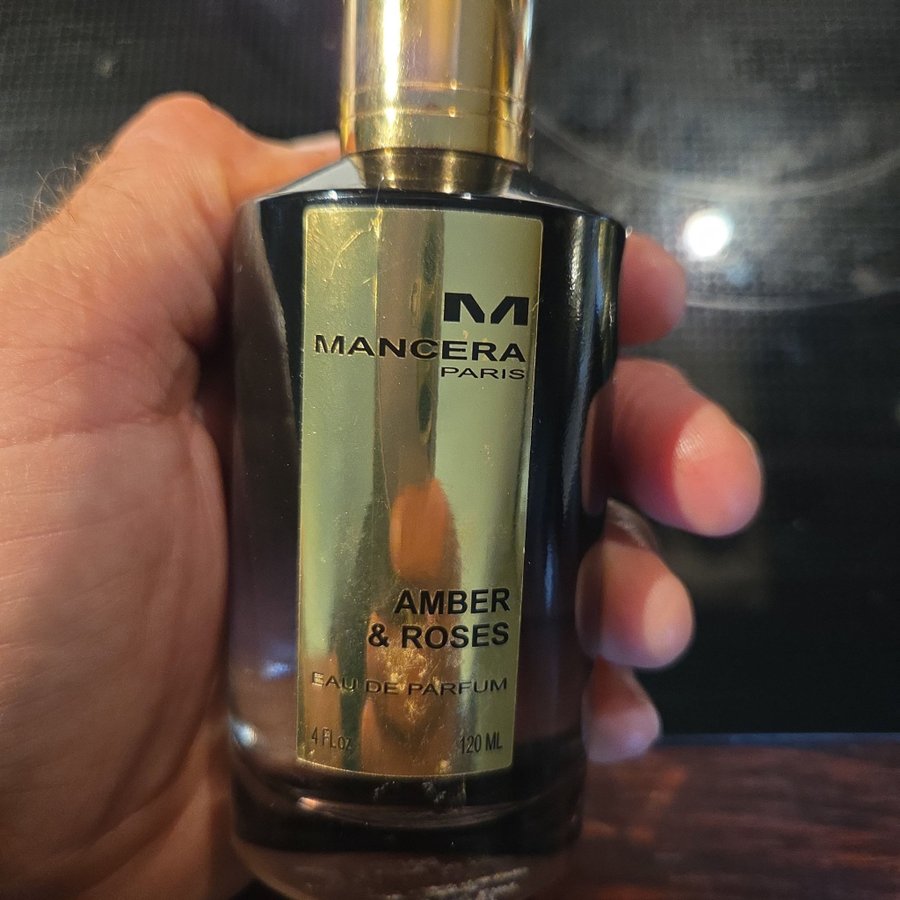 M
MANCERA
PARIS
AMBER
& ROSES
EAU DE PARFUM
4 FL.oz 120 ML